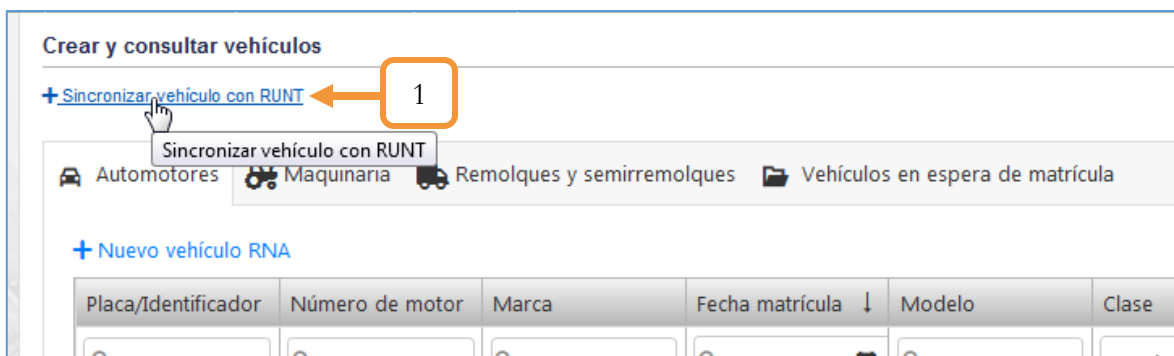 Crear y consultar vehículos
+ Sincronizar vehículo con RUNT
1
Sincronizar vehículo con RUNT
Automotores Maquinaria Remolques y semirremolques Vehículos en espera de matrícula
+ Nuevo vehículo RNA
Placa/Identificador Número de motor Marca Fecha matrícula ↓ Modelo Clase